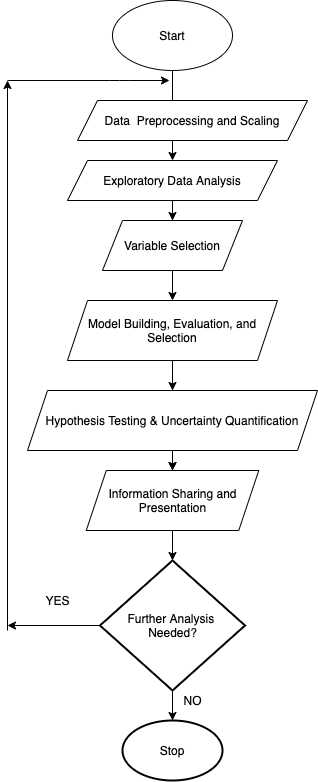 Start
Data Preprocessing and Scaling
Exploratory Data Analysis
Variable Selection
Model Building, Evaluation, and
Selection
Hypothesis Testing & Uncertainty Quantification
Information Sharing and
Presentation
Further Analysis
Needed?
YES
NO
Stop